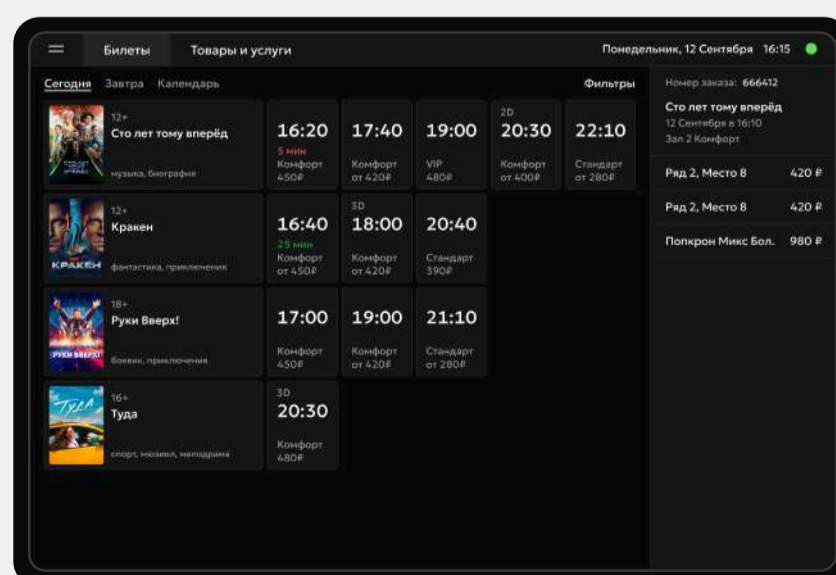 Билеты
Товары и услуги
Понедельник, 12 Сентября 16:15
Сегодня Завтра Календарь
Фильтры
12+
Сто лет тому вперёд
музыка, биография
16:20
5 мин
Комфорт
450₽
17:40
Комфорт
от 420₽
19:00
VIP
480₽
2D
20:30
Комфорт
от 400₽
22:10
Стандарт
от 280₽
КРАКЕН
12+
Кракен
фантастика, приключения
16:40
25 мин
Комфорт
от 450₽
3D
18:00
Комфорт
от 420₽
20:40
Стандарт
390₽
РУКИ ВВЕРХ!
18+
Руки Вверх!
боевик, приключения
17:00
Комфорт
450₽
19:00
Комфорт
от 420₽
21:10
Стандарт
от 280₽
ТУДА
16+
Туда
спорт, мюзикл, мелодрама
3D
20:30
Комфорт
480₽
Номер заказа: 666412
Сто лет тому вперёд
12 Сентября в 16:10
Зал 2 Комфорт
Ряд 2, Место 8 420 ₽
Ряд 2, Место 8 420 ₽
Попкрон Микс Бол. 980 ₽